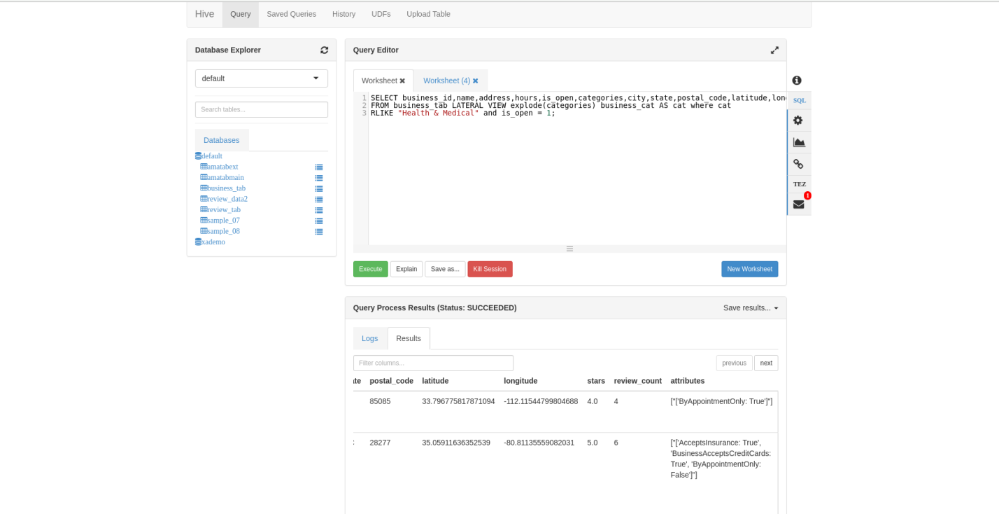 Hive Query Saved Queries History UDFs Upload Table
Database Explorer
default
Search tables...
Databases
default
amatabext
amatabmain
business_tab
review_data2
review_tab
sample_07
sample_08
xademo
Query Editor
Worksheet Worksheet (4)
1 SELECT business_id,name,address,hours,is_open,categories,city,state,postal_code,latitude,long
2 FROM business_tab LATERAL VIEW explode(categories) business_cat AS cat where cat
3 RLIKE "Health & Medical" and is_open = 1;
Execute Explain Save as... Kill Session New Worksheet
SQL
TEZ
1
Query Process Results (Status: SUCCEEDED) Save results...
Logs Results
Filter columns... previous next
postal_code latitude longitude stars review_count attributes
85085 33.796775817871094 -112.11544799804688 4.0 4 ["['ByAppointmentOnly: True']"]
28277 35.05911636352539 -80.81135559082031 5.0 6 ["['AcceptsInsurance: True',
'BusinessAcceptsCreditCards:
True', 'ByAppointmentOnly:
False']"]